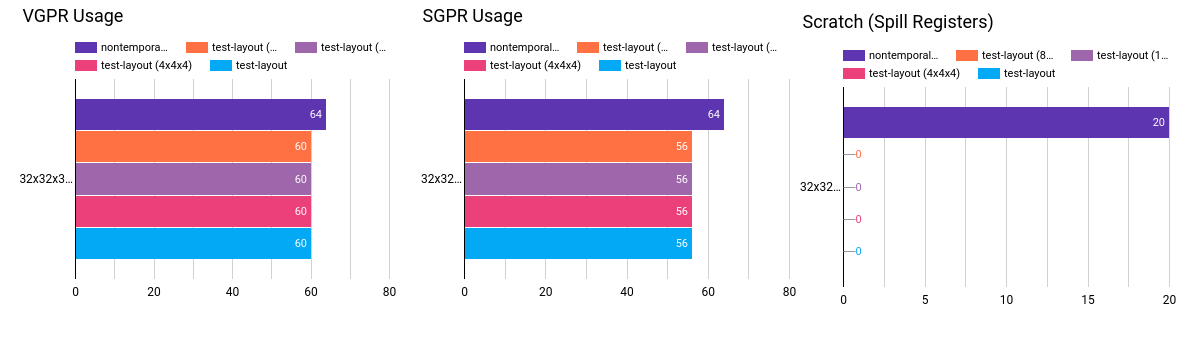 VGPR Usage
nontempora... test-layout (... test-layout (...
test-layout (4x4x4) test-layout
64
60
32x32x3... 60
60
60
0 20 40 60 80
SGPR Usage
nontemporal... test-layout (... test-layout (...
test-layout (4x4x4) test-layout
64
56
32x32... 56
56
56
0 20 40 60 80
Scratch (Spill Registers)
nontemporal... test-layout (8... test-layout (1...
test-layout (4x4x4) test-layout
20
0
32x32... 0
0
0
0 5 10 15 20